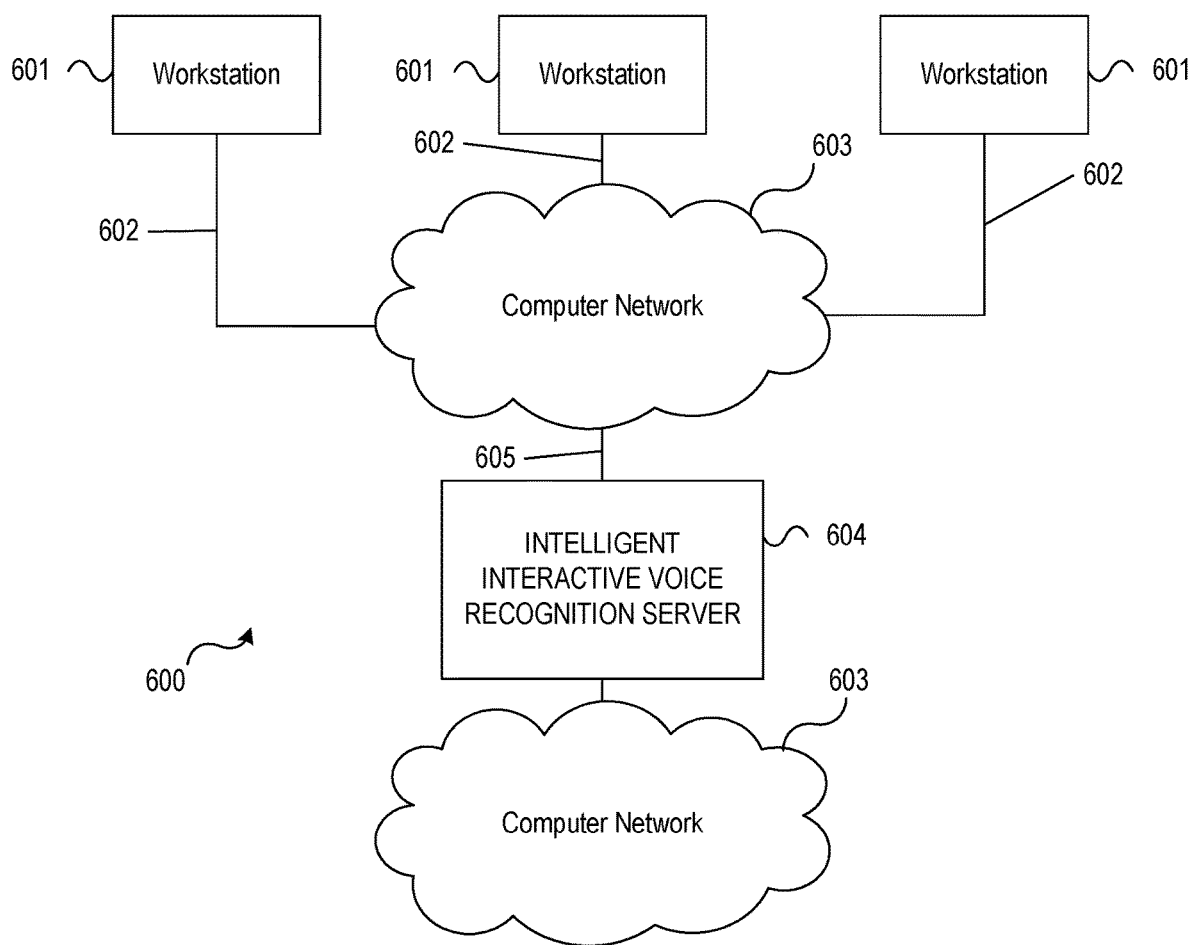 601 Workstation 601 Workstation Workstation 601
602 603
602 602
Computer Network
605
INTELLIGENT
INTERACTIVE VOICE
RECOGNITION SERVER
604
600
603
Computer Network